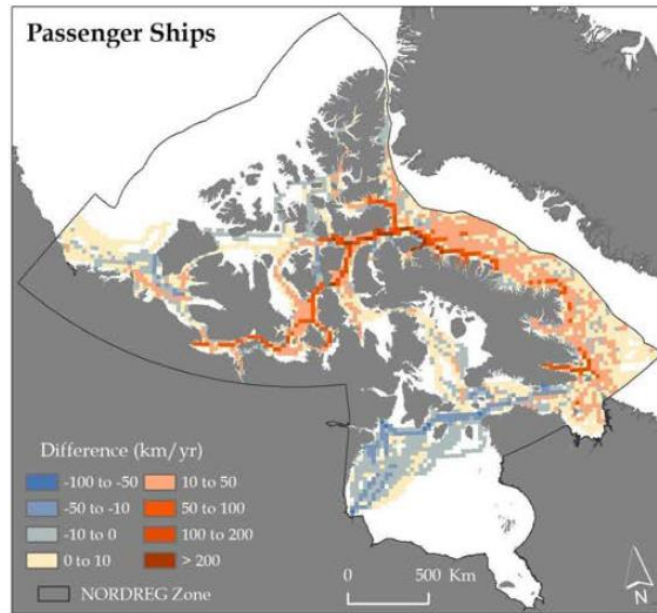 Passenger Ships
Difference (km/yr)
-100 to -50
10 to 50
-50 to -10
50 to 100
-10 to 0
100 to 200
0 to 10
> 200
NORDREG Zone
0 500 Km
N